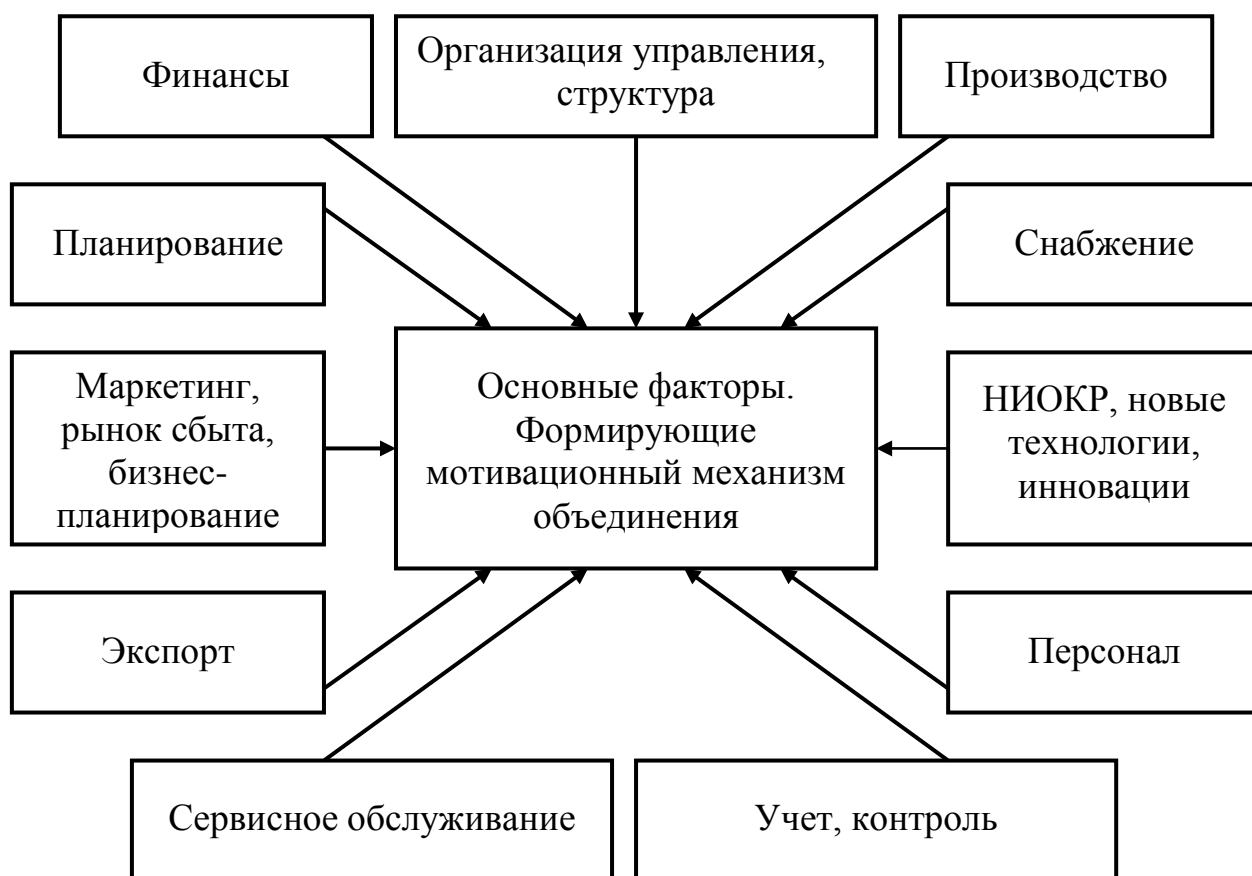 Финансы
Организация управления,
структура
Производство
Планирование
Снабжение
Маркетинг,
рынок сбыта,
бизнес-
планирование
Основные факторы.
Формирующие
мотивационный механизм
объединения
НИОКР, новые
технологии,
инновации
Экспорт
Персонал
Сервисное обслуживание
Учет, контроль